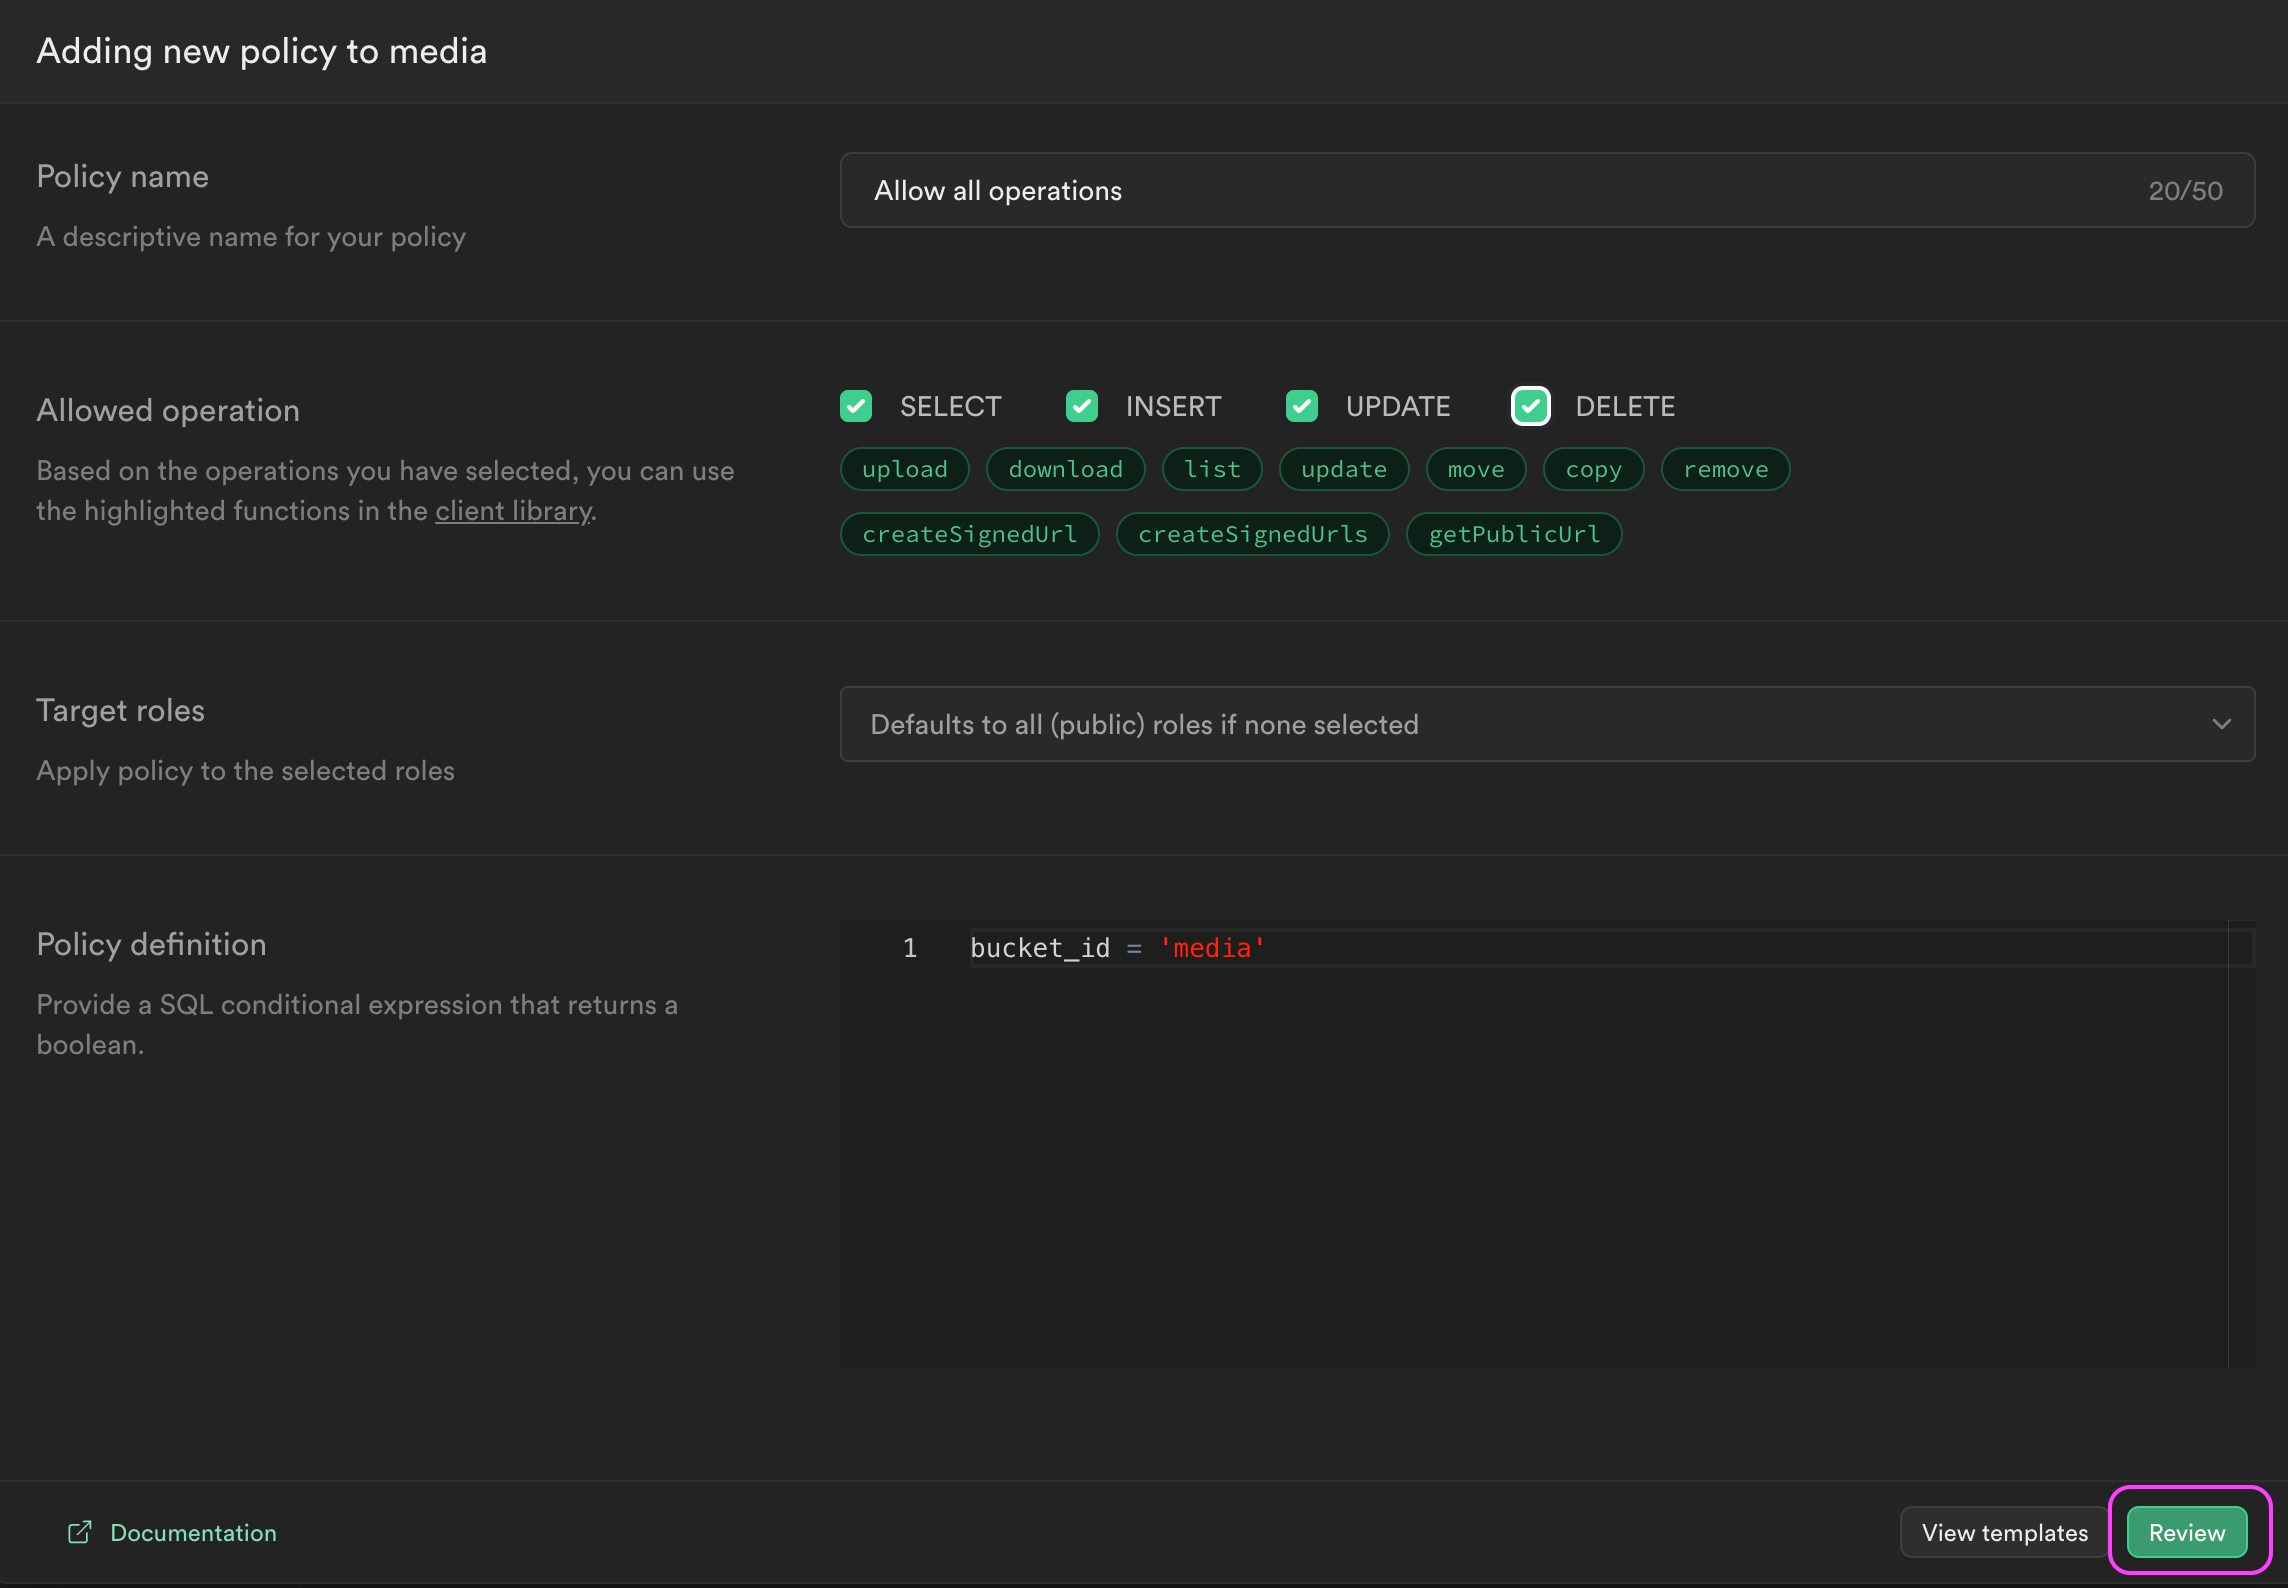 Adding new policy to media
Policy name
A descriptive name for your policy
Allow all operations 20/50
Allowed operation
Based on the operations you have selected, you can use
the highlighted functions in the client library.
SELECT INSERT UPDATE DELETE
upload download list update move copy remove
createSignedUrl createSignedUrls getPublicUrl
Target roles
Apply policy to the selected roles
Defaults to all (public) roles if none selected
Policy definition
Provide a SQL conditional expression that returns a
boolean.
1 bucket_id = 'media'
Documentation
View templates
Review